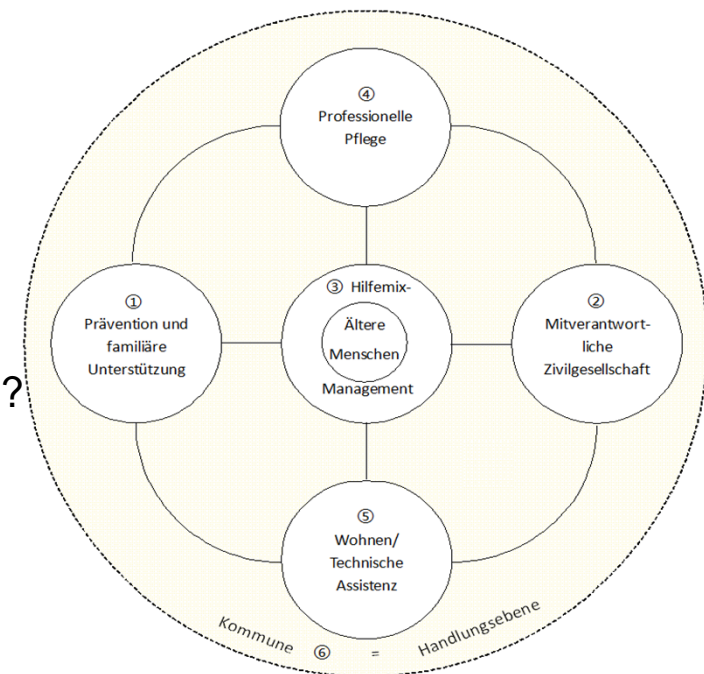 ④
Professionelle
Pflege
①
Prävention und
familiäre
Unterstützung
③ Hilfemix-
Ältere
Menschen
Management
②
Mitverantwort-
liche
Zivilgesellschaft
?
⑤
Wohnen/
Technische
Assistenz
Kommune ⑥ = Handlungsebene